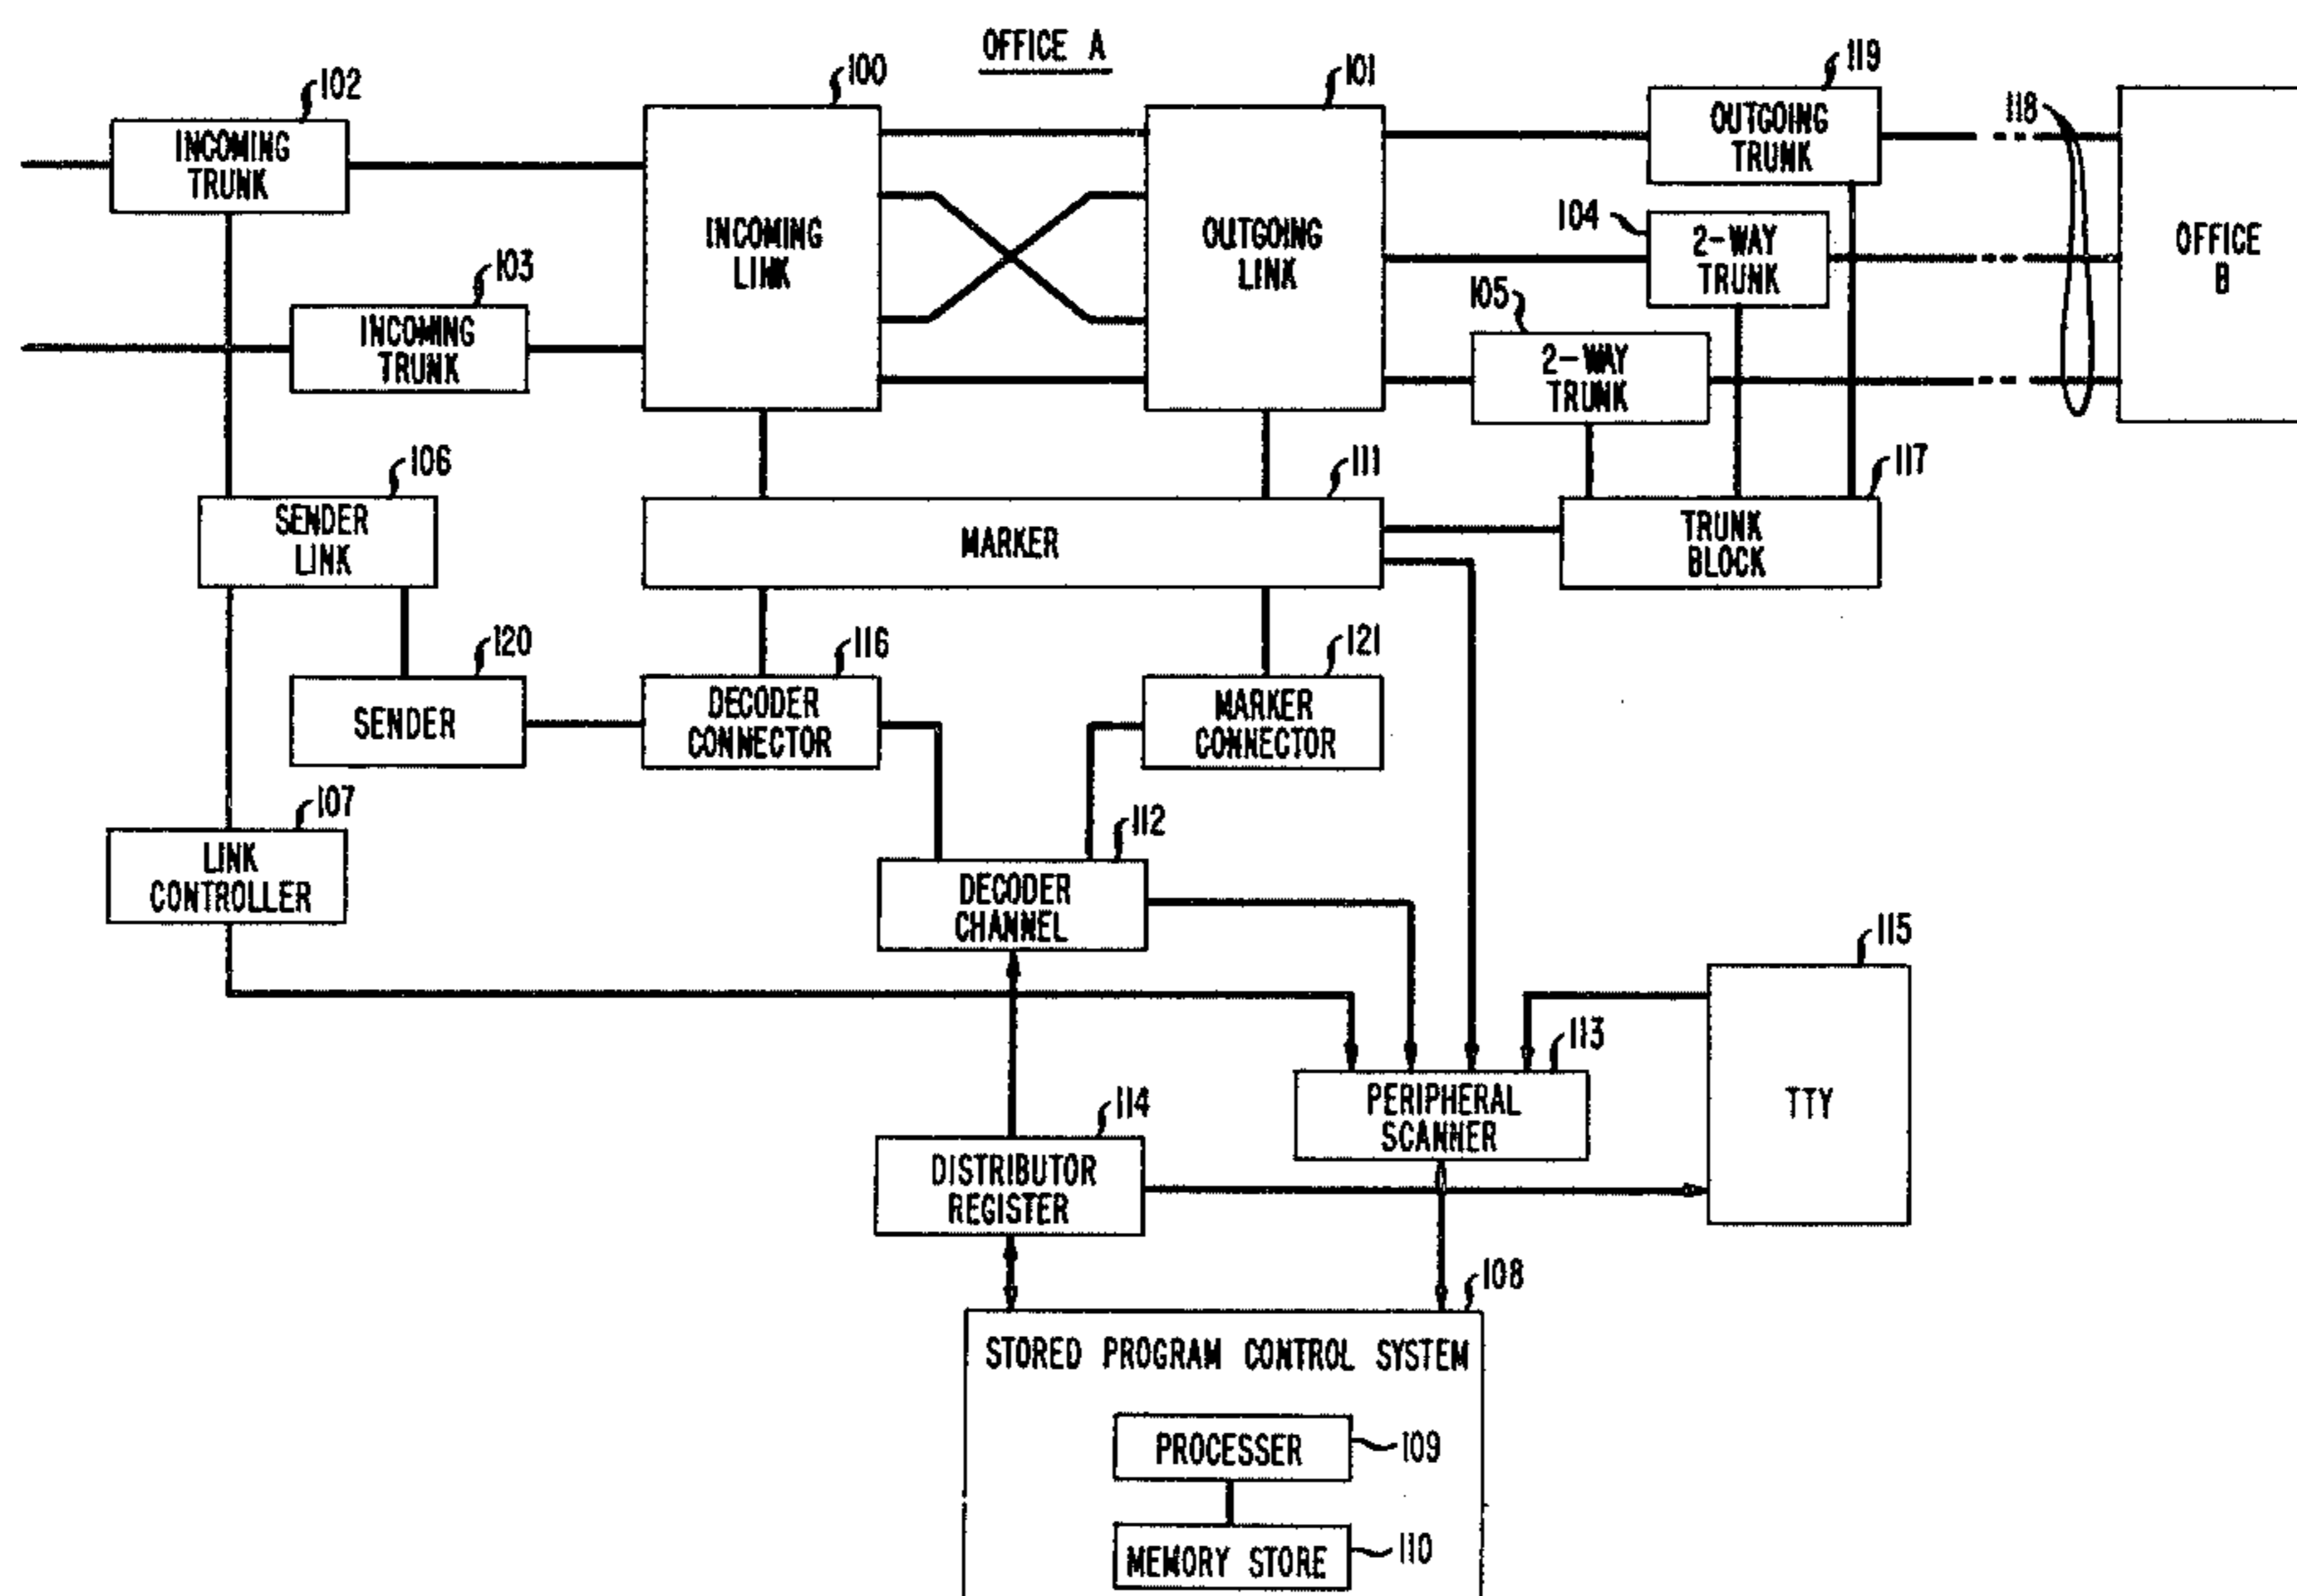 OFFICE A
102
INCOMING
TRUNK
100
INCOMING
LINK
101
OUTGOING
LINK
119
OUTGOING
TRUNK
118
OFFICE
B
104
2-WAY
TRUNK
103
INCOMING
TRUNK
105
2-WAY
TRUNK
106
SENDER
LINK
111
MARKER
117
TRUNK
BLOCK
120
SENDER
116
DECODER
CONNECTOR
121
MARKER
CONNECTOR
107
LINK
CONTROLLER
112
DECODER
CHANNEL
115
TTY
113
PERIPHERAL
SCANNER
114
DISTRIBUTOR
REGISTER
108
STORED PROGRAM CONTROL SYSTEM
PROCESSER
109
MEMORY STORE
110